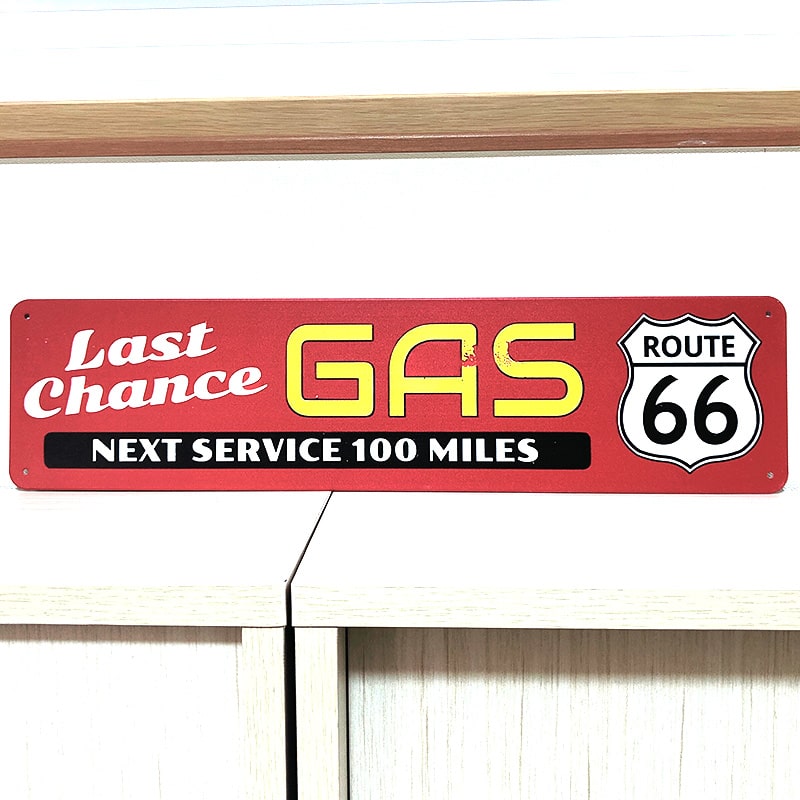 Last
Chance
GAS
NEXT SERVICE 100 MILES
ROUTE
66